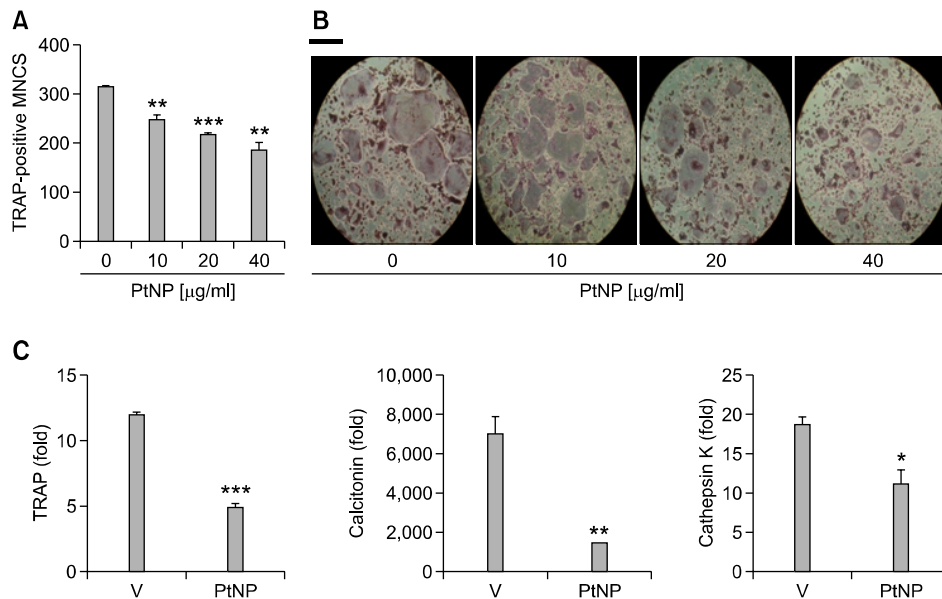 A
TRAP-positive MNCS
400
300
200
100
0
**
***
**
0 10 20 40
PtNP [μg/ml]
B
0 10 20 40
PtNP [μg/ml]
C
TRAP (fold)
15
10
5
0
***
V PtNP
Calcitonin (fold)
10,000
8,000
6,000
4,000
2,000
0
**
V PtNP
Cathepsin K (fold)
25
20
15
10
5
0
*
V PtNP